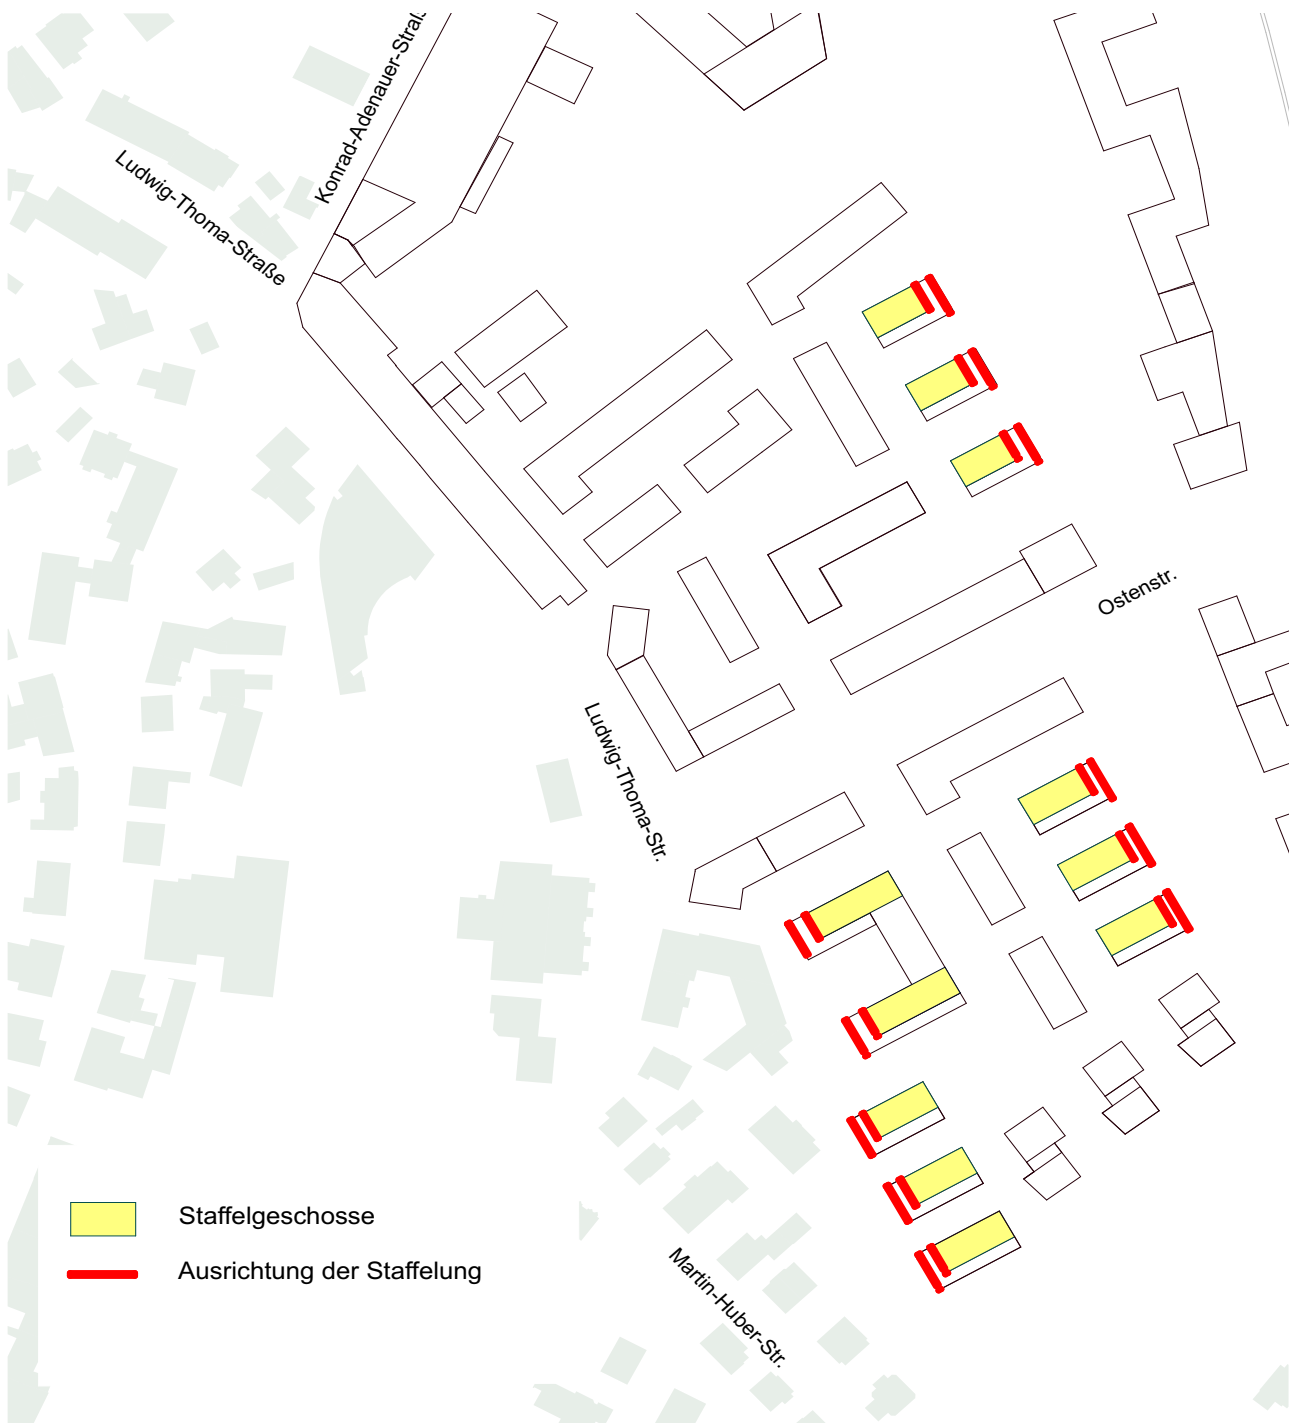 Konrad-Adenauer-Straß
Ludwig-Thoma-Straße
Ostenstr.
Ludwig-Thoma-Str.
Staffelgeschosse
Ausrichtung der Staffelung
Martin-Huber-Str.